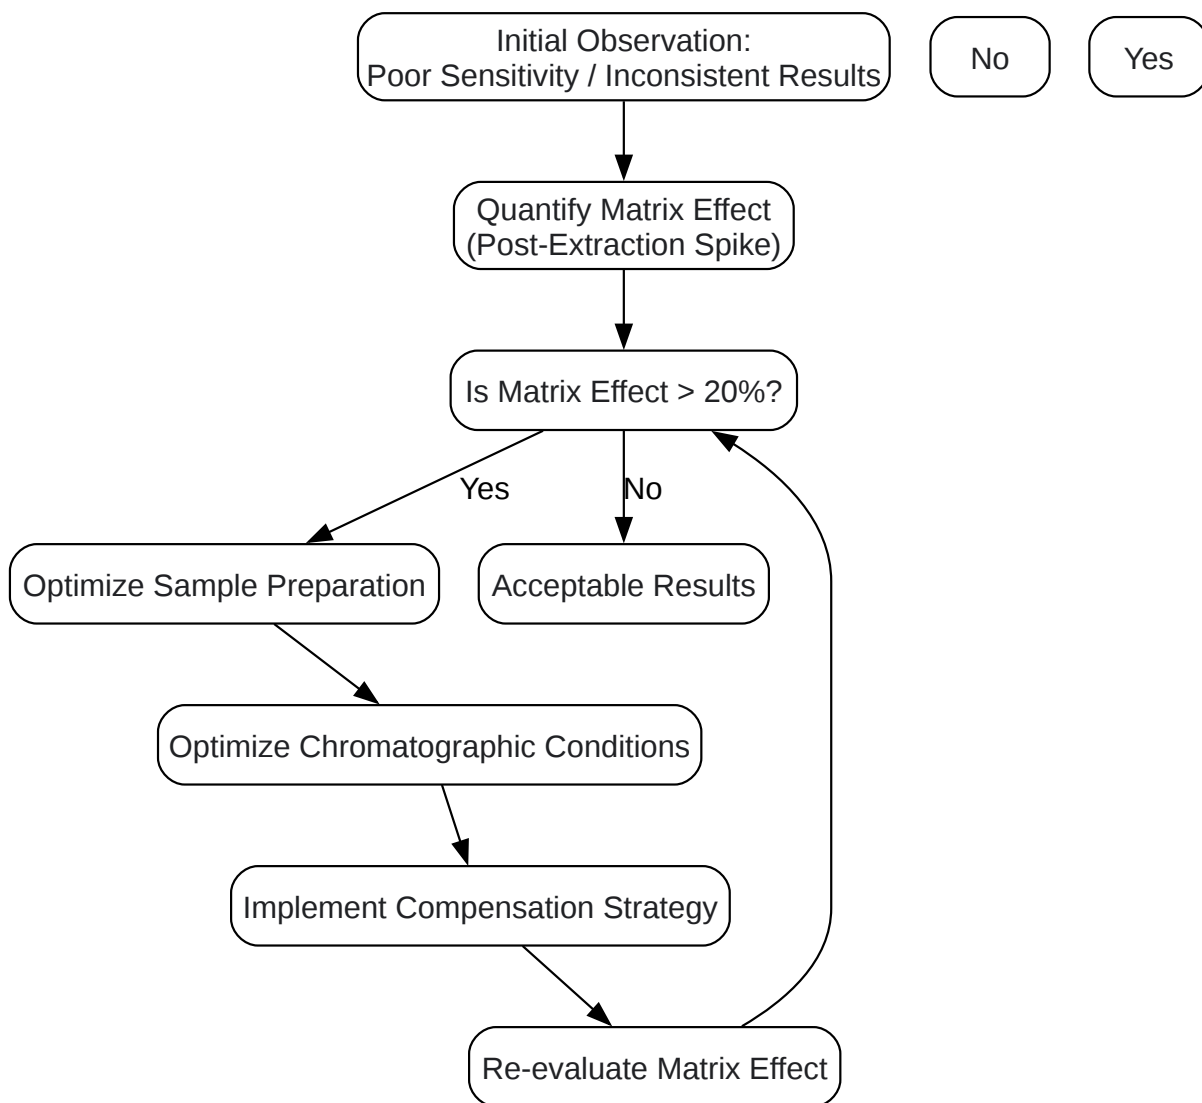 Initial Observation:
Poor Sensitivity / Inconsistent Results
No
Yes
Quantify Matrix Effect
(Post-Extraction Spike)
Is Matrix Effect > 20%?
Yes
No
Optimize Sample Preparation
Acceptable Results
Optimize Chromatographic Conditions
Implement Compensation Strategy
Re-evaluate Matrix Effect